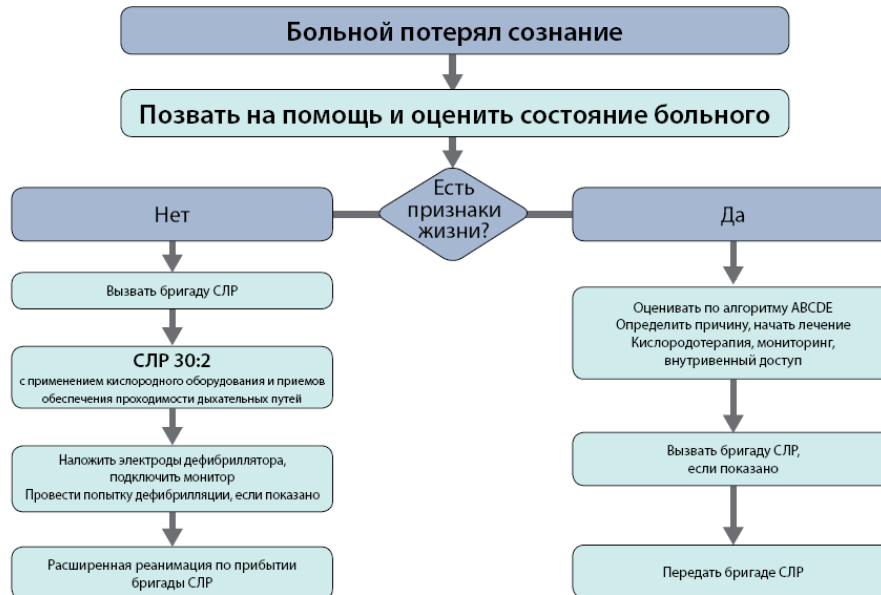 Больной потерял сознание
Позвать на помощь и оценить состояние больного
Есть
признаки
жизни?
Нет
Да
Вызвать бригаду СЛР
СЛР 30:2
с применением кислородного оборудования и приемов
обеспечения проходимости дыхательных путей
Наложить электроды дефибриллятора,
подключить монитор
Провести попытку дефибрилляции, если показано
Расширенная реанимация по прибытии
бригады СЛР
Оценивать по алгоритму ABCDE
Определить причину, начать лечение
Кислородотерапия, мониторинг,
внутривенный доступ
Вызвать бригаду СЛР,
если показано
Передать бригаде СЛР